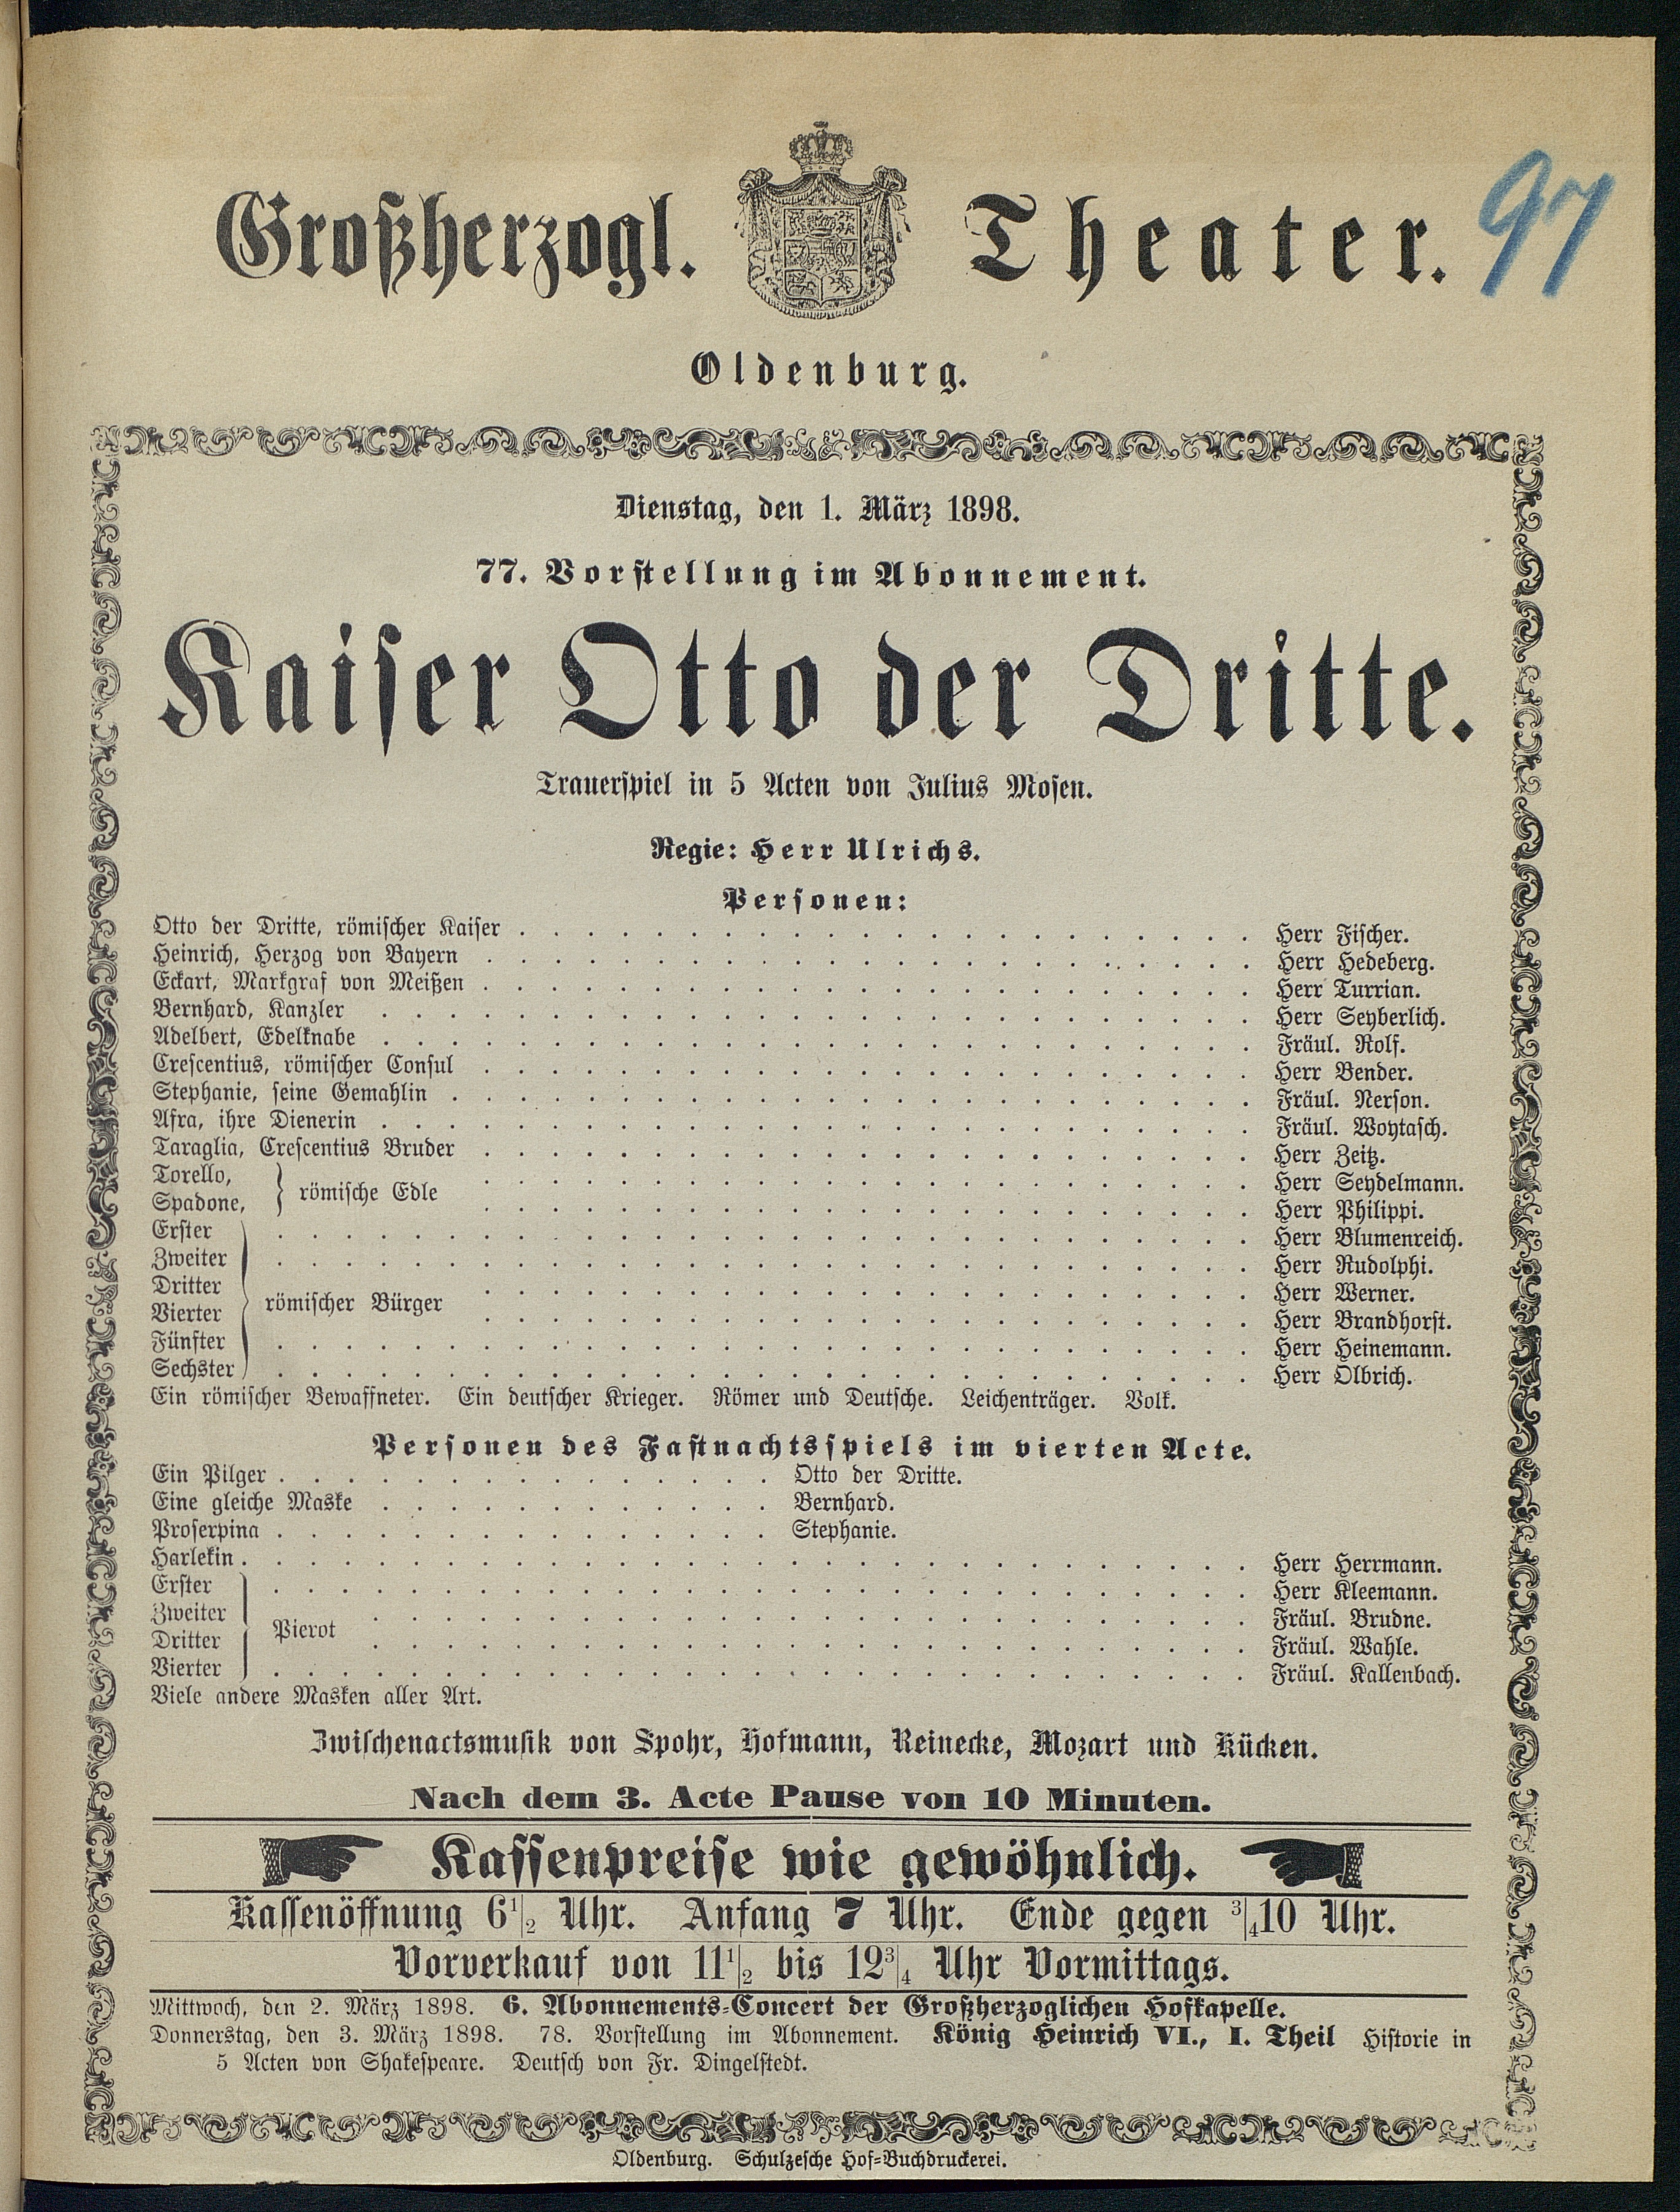 Großherzogl. Theater.
97
Oldenburg.
Dienstag, den 1. März 1898.
77. Vorstellung im Abonnement.
Kaiser Otto der Dritte.
Trauerspiel in 5 Acten von Julius Mosen.
Regie: Herr Ulrichs.
Personen:
Otto der Dritte, römischer Kaiser . . . . . Herr Fischer.
Heinrich, Herzog von Bayern . . . . . Herr Hedeberg.
Eckart, Markgraf von Meißen . . . . . Herr Turrian.
Bernhard, Kanzler . . . . . Herr Seyberlich.
Adelbert, Edelknabe . . . . . Fräul. Rolf.
Crescentius, römischer Consul . . . . . Herr Bender.
Stephanie, seine Gemahlin . . . . . Fräul. Nerson.
Afra, ihre Dienerin . . . . . Fräul. Woytasch.
Taraglia, Crescentius Bruder . . . . . Herr Zeitz.
Torello, } römische Edle . . . . . Herr Seydelmann.
Spadone, . . . . . Herr Philippi.
Erster . . . . . Herr Blumenreich.
Zweiter . . . . . Herr Rudolphi.
Dritter . . . . . Herr Werner.
Vierter } römischer Bürger . . . . . Herr Brandhorst.
Fünfter . . . . . Herr Heinemann.
Sechster . . . . . Herr Olbrich.
Ein römischer Bewaffneter. Ein deutscher Krieger. Römer und Deutsche. Leichenträger. Volk.
Personen des Fastnachtsspiels im vierten Acte.
Ein Pilger . . . . . Otto der Dritte.
Eine gleiche Maske . . . . . Bernhard.
Proserpina . . . . . Stephanie.
Harlekin . . . . . Herr Herrmann.
Erster . . . . . Herr Kleemann.
Zweiter } Pierot . . . . . Fräul. Brudne.
Dritter . . . . . Fräul. Wahle.
Vierter . . . . . Fräul. Kallenbach.
Viele andere Masken aller Art.
Zwischenactsmusik von Spohr, Hofmann, Reinecke, Mozart und Kücken.
Nach dem 3. Acte Pause von 10 Minuten.
Kassenpreise wie gewöhnlich.
Kassenöffnung 6 1/2 Uhr. Anfang 7 Uhr. Ende gegen 3/4 10 Uhr.
Vorverkauf von 11 1/2 bis 12 3/4 Uhr Vormittags.
Mittwoch, den 2. März 1898. 6. Abonnements-Concert der Großherzoglichen Hofkapelle.
Donnerstag, den 3. März 1898. 78. Vorstellung im Abonnement. König Heinrich VI., I. Theil Historie in
5 Acten von Shakespeare. Deutsch von Fr. Dingelstedt.
Oldenburg. Schulzesche Hof-Buchdruckerei.